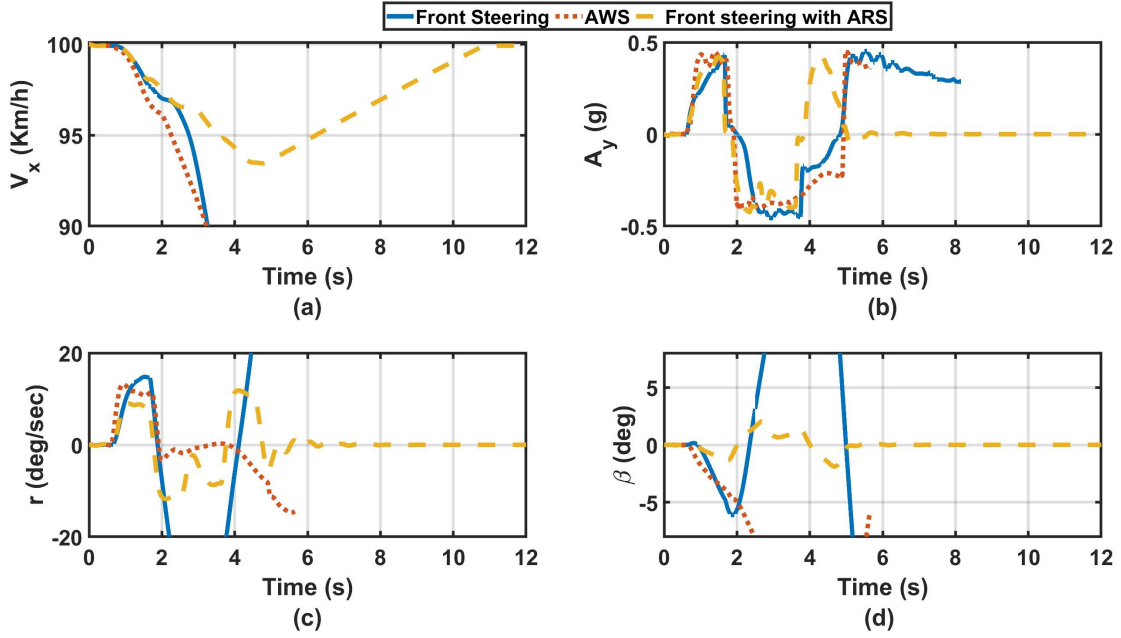 Front Steering AWS Front steering with ARS
100
95
90
V_x (Km/h)
0 2 4 6 8 10 12
Time (s)
(a)
0.5
0
-0.5
A_y (g)
0 2 4 6 8 10 12
Time (s)
(b)
20
0
-20
r (deg/sec)
0 2 4 6 8 10 12
Time (s)
(c)
5
0
-5
β (deg)
0 2 4 6 8 10 12
Time (s)
(d)